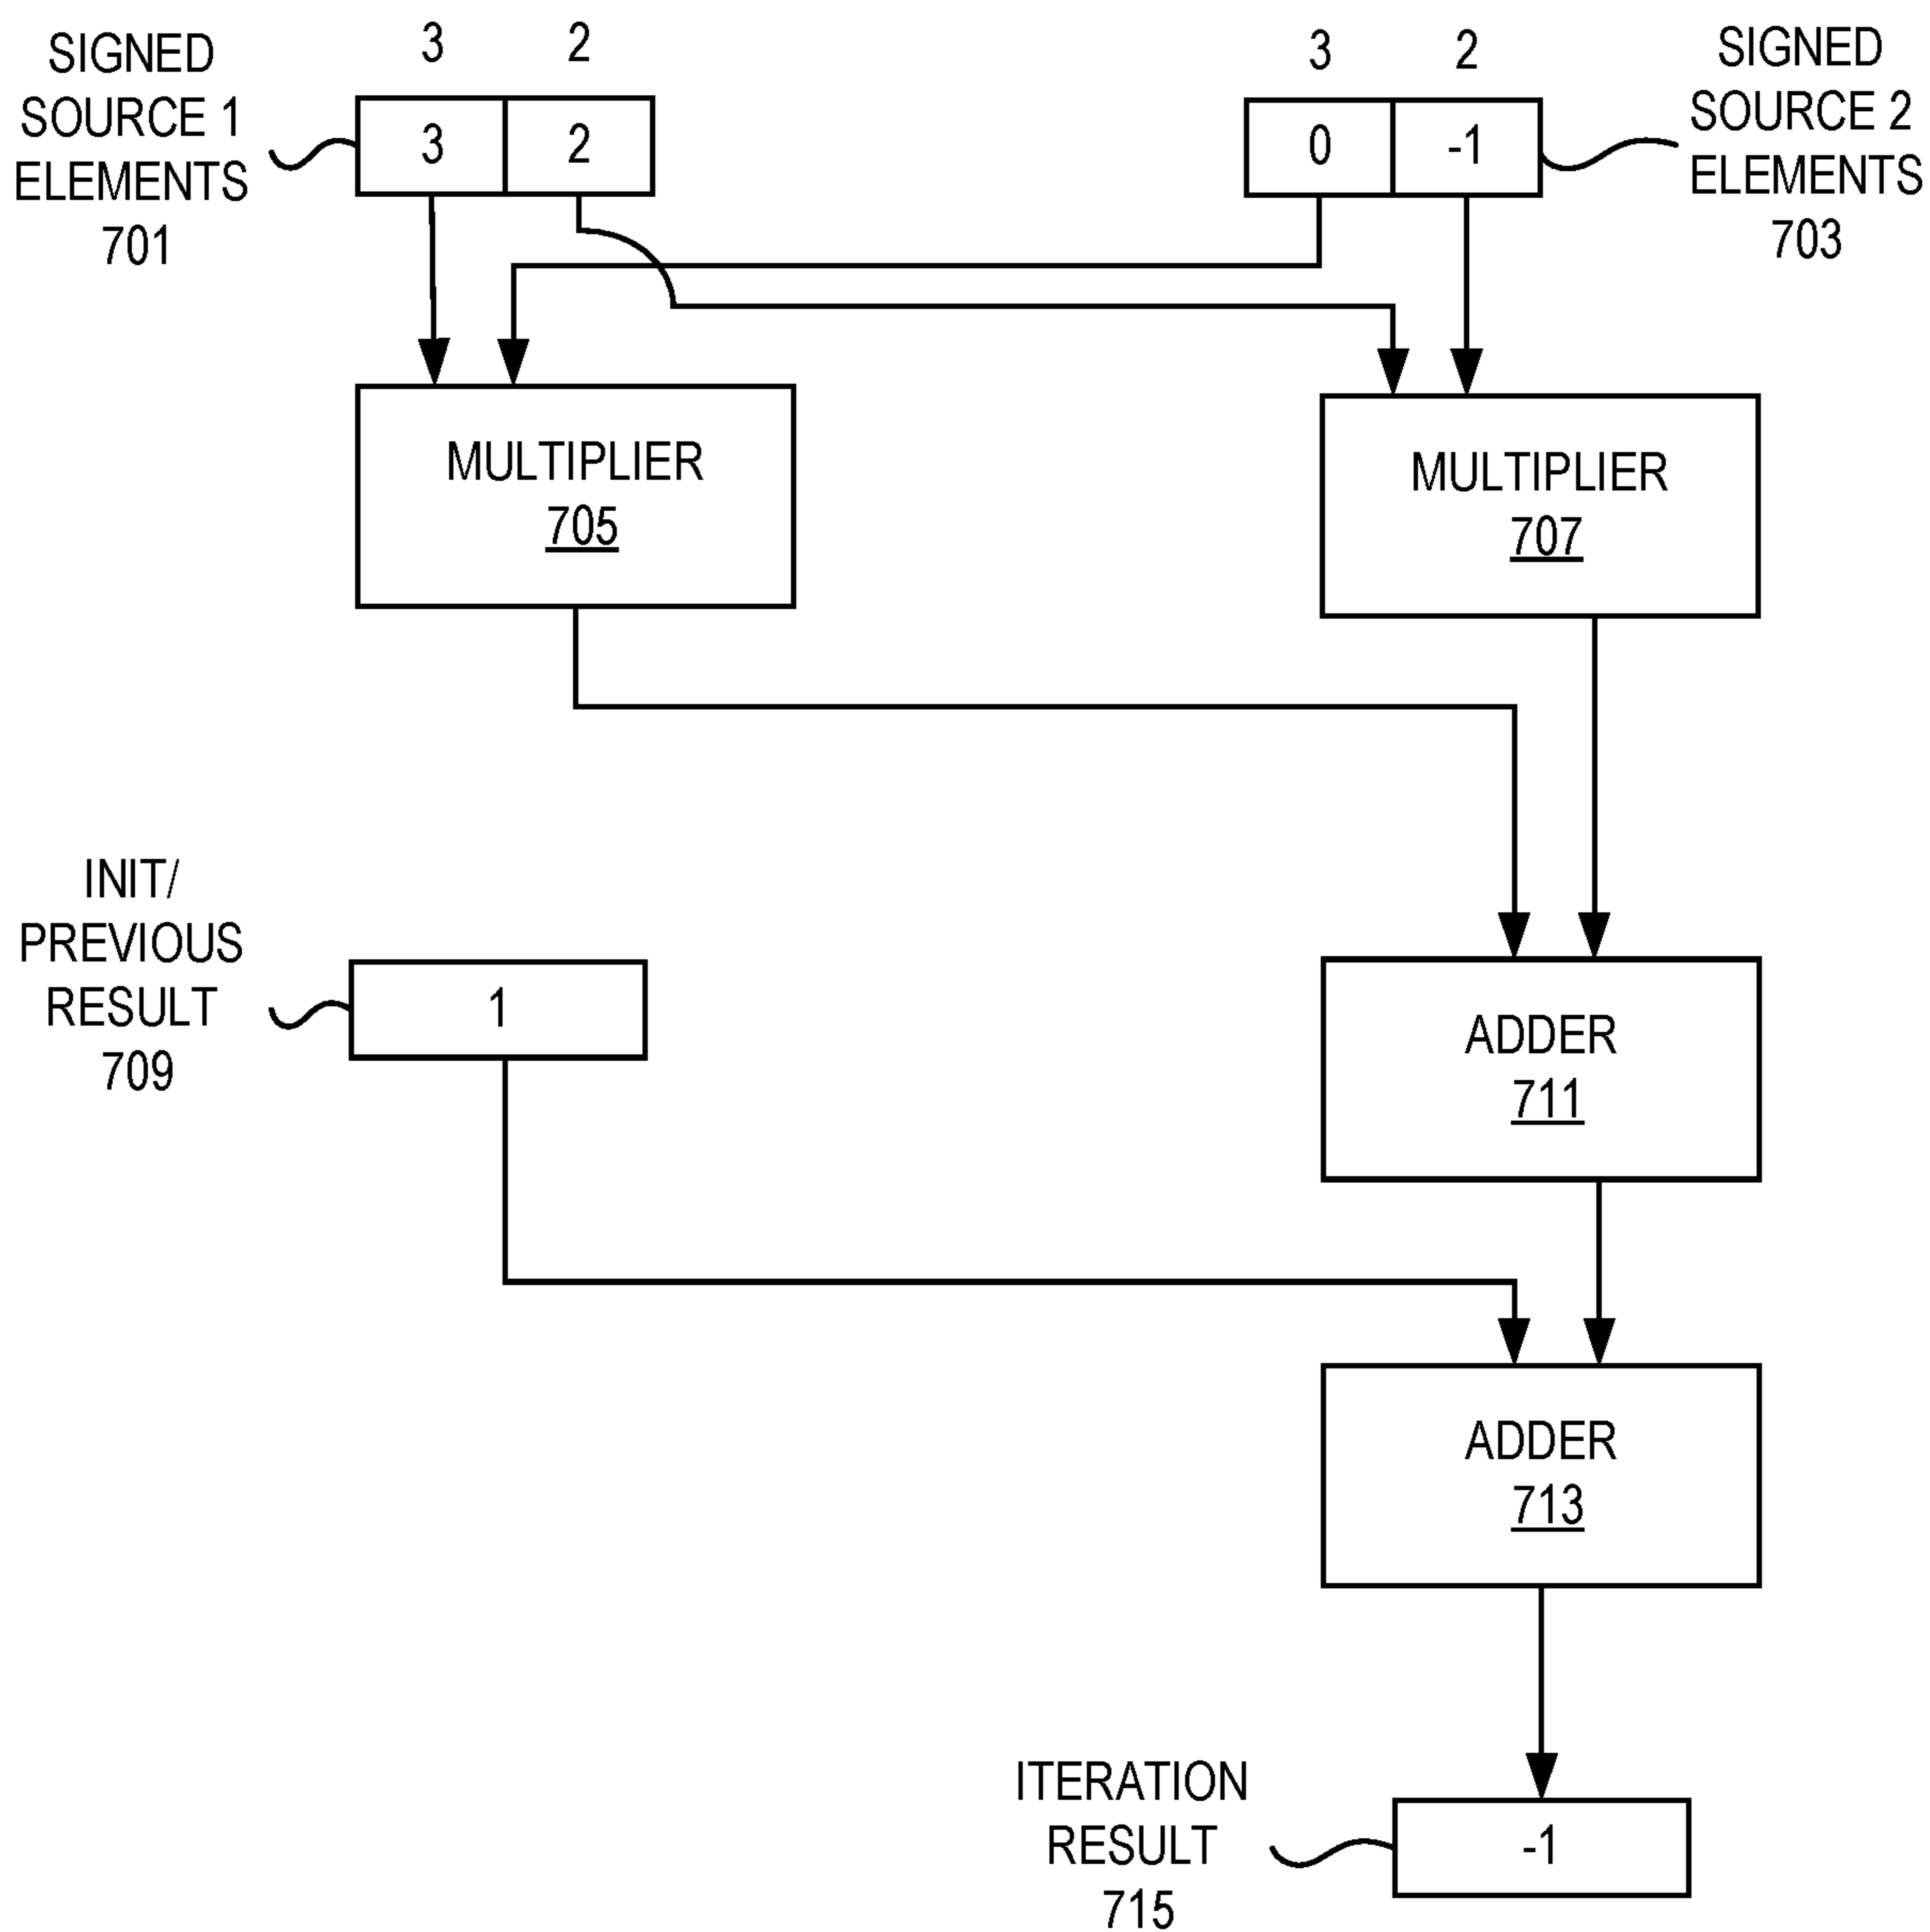 SIGNED
SOURCE 1
ELEMENTS
701
3 2
3 2
3 2
0 -1
SIGNED
SOURCE 2
ELEMENTS
703
MULTIPLIER
705
MULTIPLIER
707
INIT/
PREVIOUS
RESULT
709
1
ADDER
711
ADDER
713
ITERATION
RESULT
715
-1